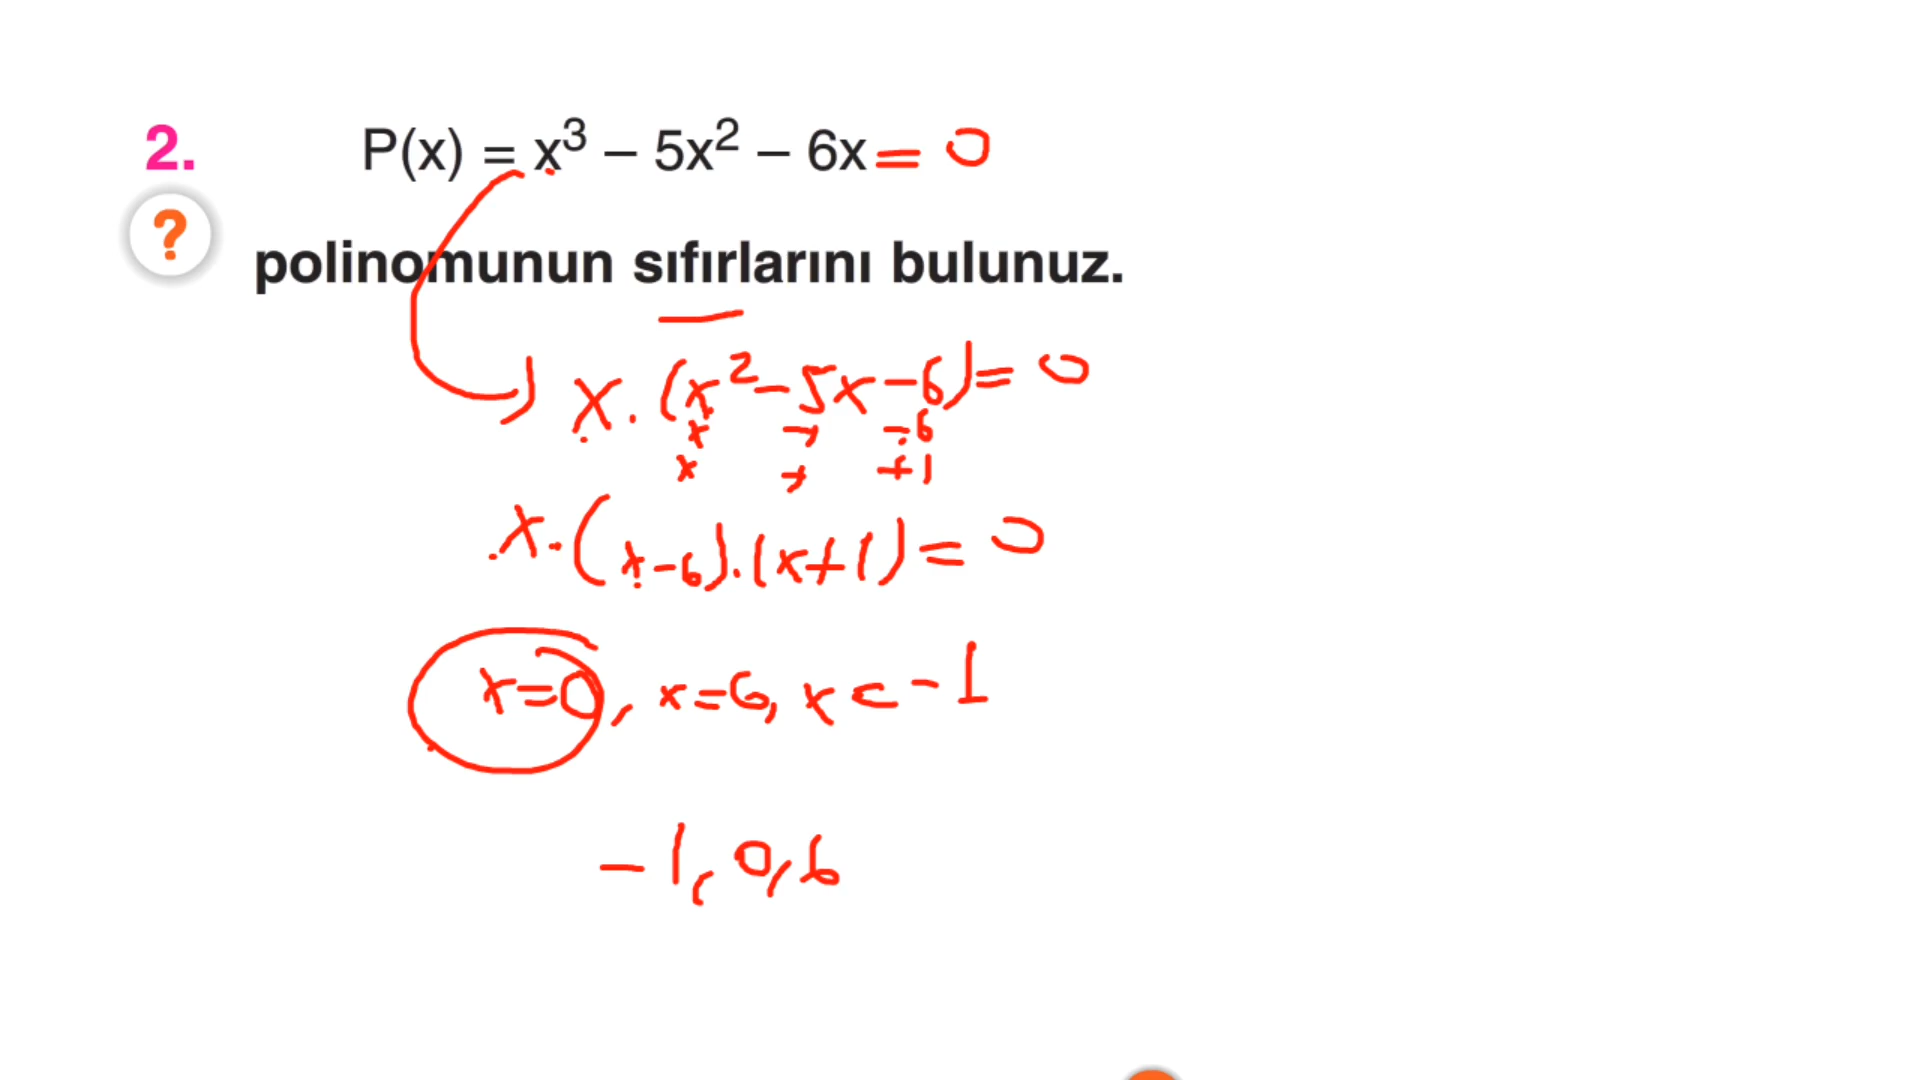 2. P(x) = x³ – 5x² – 6x = 0
?
polinomunun sıfırlarını bulunuz.
x. (x² – 5x – 6) = 0
x -6
x +1
x. (x-6).(x+1) = 0
x=0, x=6, x = -1
-1, 0, 6